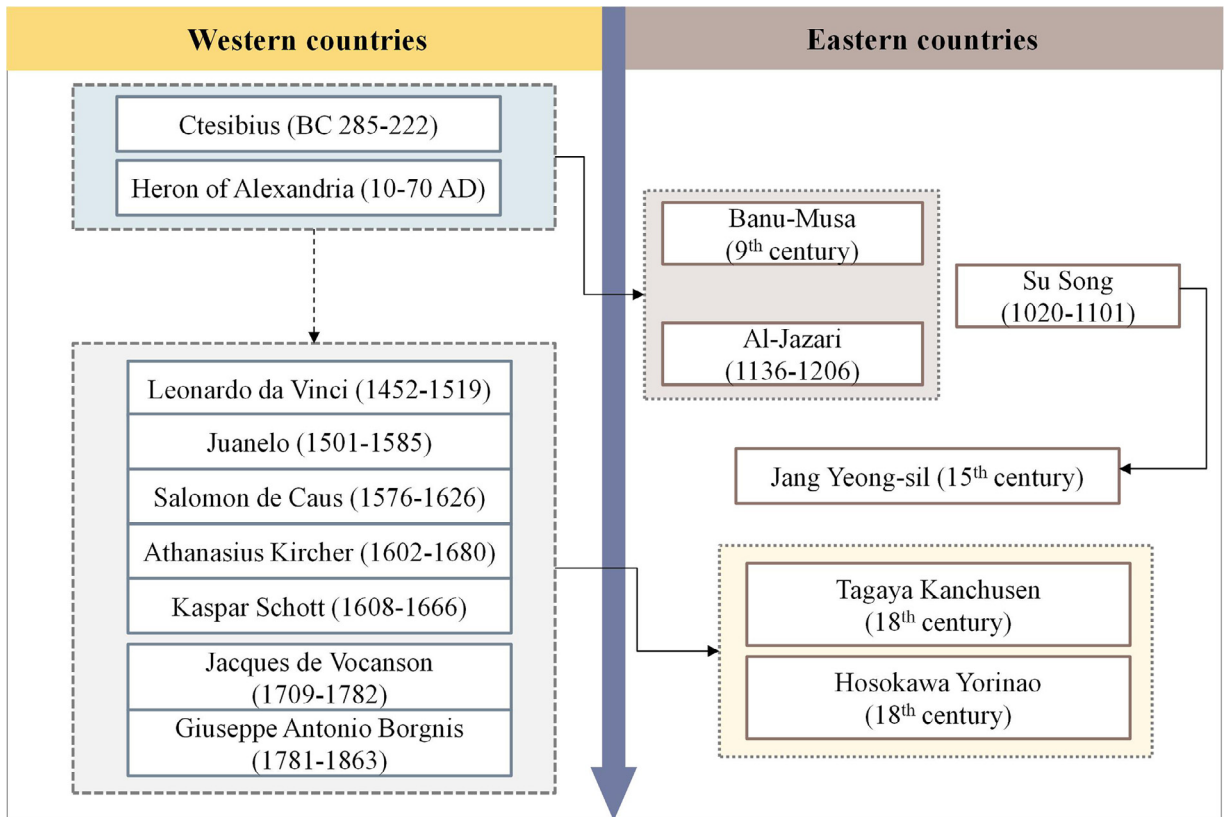 Western countries
Eastern countries
Ctesibius (BC 285-222)
Heron of Alexandria (10-70 AD)
Banu-Musa
(9th century)
Al-Jazari
(1136-1206)
Su Song
(1020-1101)
Leonardo da Vinci (1452-1519)
Juanelo (1501-1585)
Salomon de Caus (1576-1626)
Athanasius Kircher (1602-1680)
Kaspar Schott (1608-1666)
Jacques de Vocanson
(1709-1782)
Giuseppe Antonio Borgnis
(1781-1863)
Jang Yeong-sil (15th century)
Tagaya Kanchusen
(18th century)
Hosokawa Yorinao
(18th century)